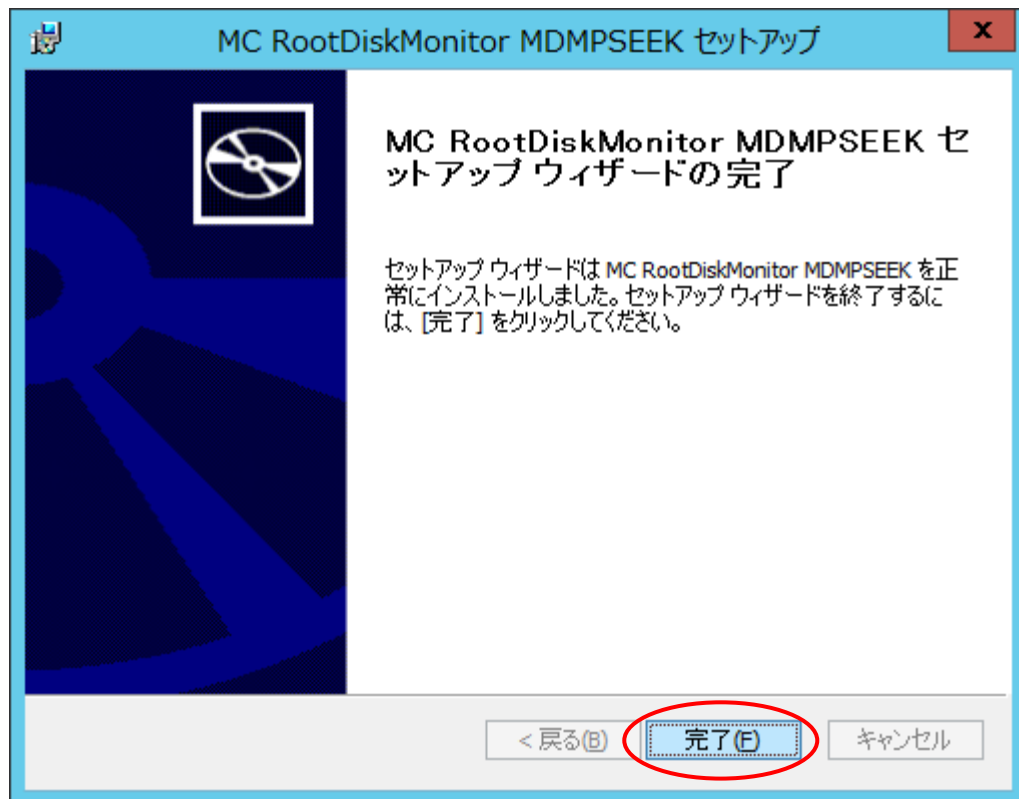 MC RootDiskMonitor MDMPSEEK セットアップ
x
MC RootDiskMonitor MDMPSEEK セ
ットアップ ウィザードの完了
セットアップ ウィザードは MC RootDiskMonitor MDMPSEEK を正
常にインストールしました。セットアップ ウィザードを終了するに
は、[完了] をクリックしてください。
< 戻る(B)
完了(F)
キャンセル